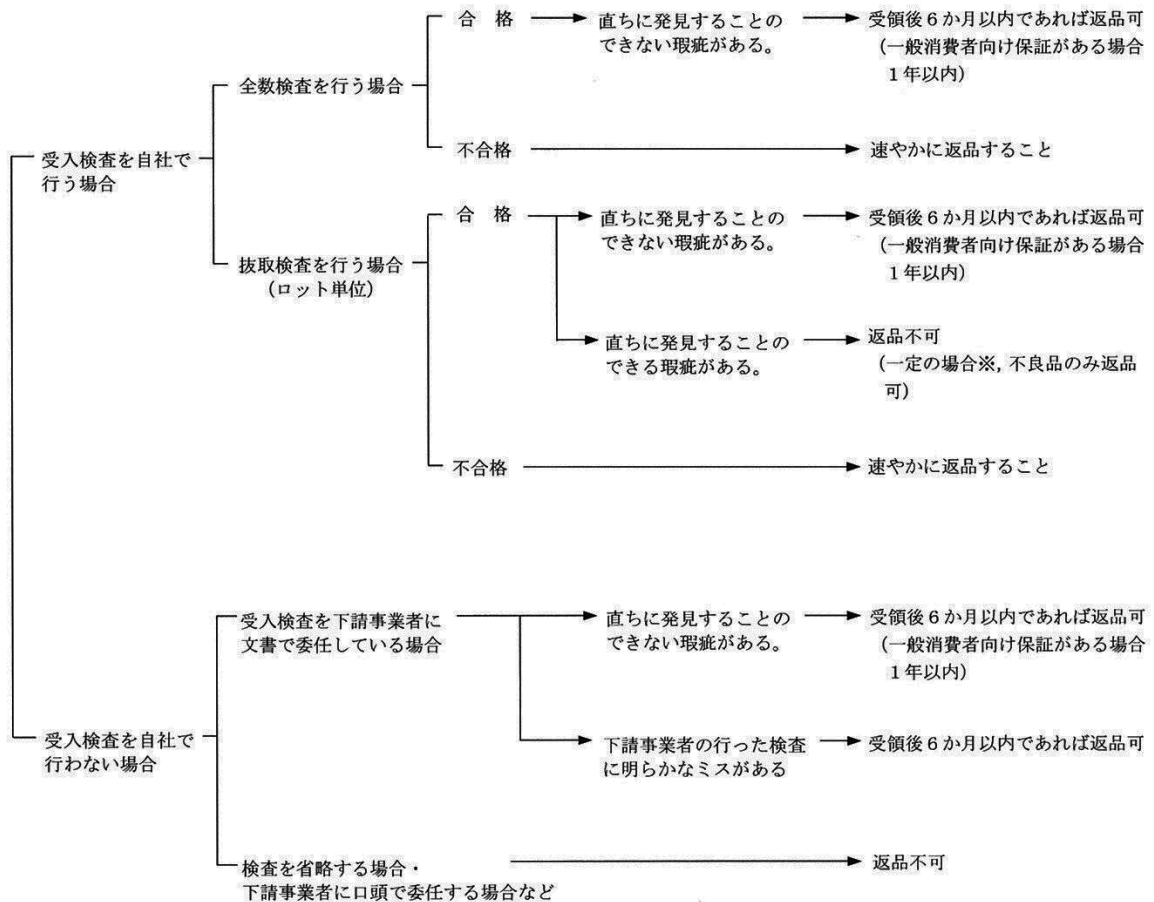 合　格
直ちに発見することの
できない瑕疵がある。
受領後６か月以内であれば返品可
（一般消費者向け保証がある場合
１年以内）
全数検査を行う場合
不合格
速やかに返品すること
受入検査を自社で
行う場合
合　格
直ちに発見することの
できない瑕疵がある。
受領後６か月以内であれば返品可
（一般消費者向け保証がある場合
１年以内）
抜取検査を行う場合
（ロット単位）
直ちに発見することの
できる瑕疵がある。
返品不可
（一定の場合※, 不良品のみ返品
可）
不合格
速やかに返品すること
受入検査を下請事業者に
文書で委任している場合
直ちに発見することの
できない瑕疵がある。
受領後６か月以内であれば返品可
（一般消費者向け保証がある場合
１年以内）
受入検査を自社で
行わない場合
下請事業者の行った検査
に明らかなミスがある
受領後６か月以内であれば返品可
検査を省略する場合・
下請事業者に口頭で委任する場合など
返品不可